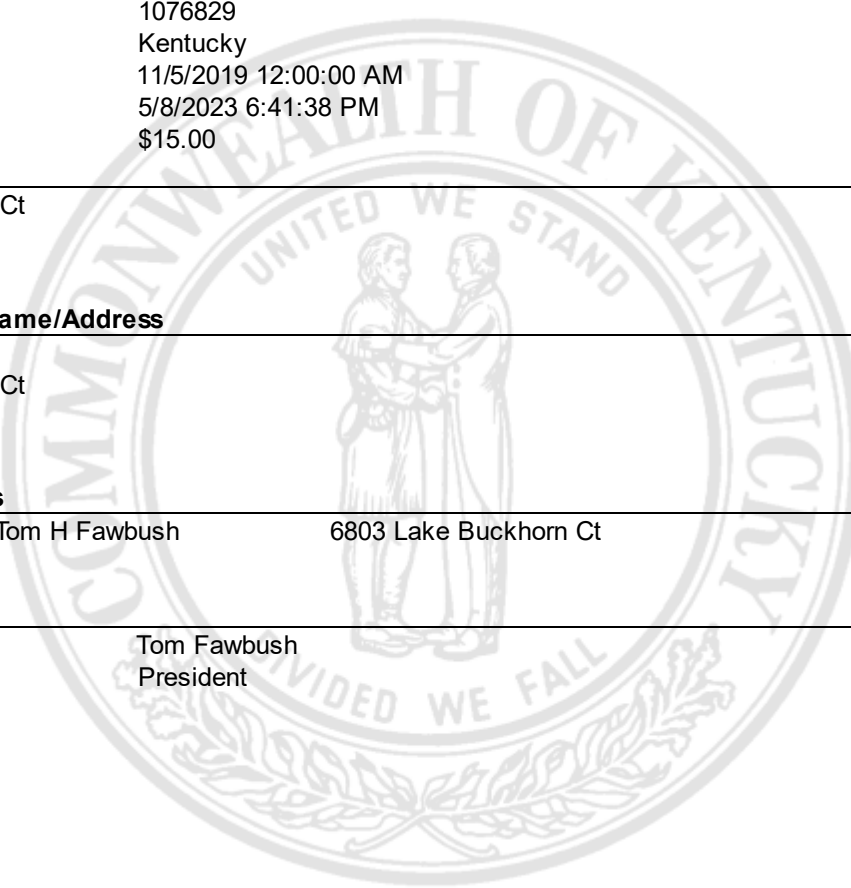 1076829
Kentucky
11/5/2019 12:00:00 AM
5/8/2023 6:41:38 PM
$15.00
Ct
ame/Address
Ct
s
Tom H Fawbush 6803 Lake Buckhorn Ct
Tom Fawbush
President
COMMONWEALTH OF KENTUCKY
UNITED WE STAND
DIVIDED WE FALL